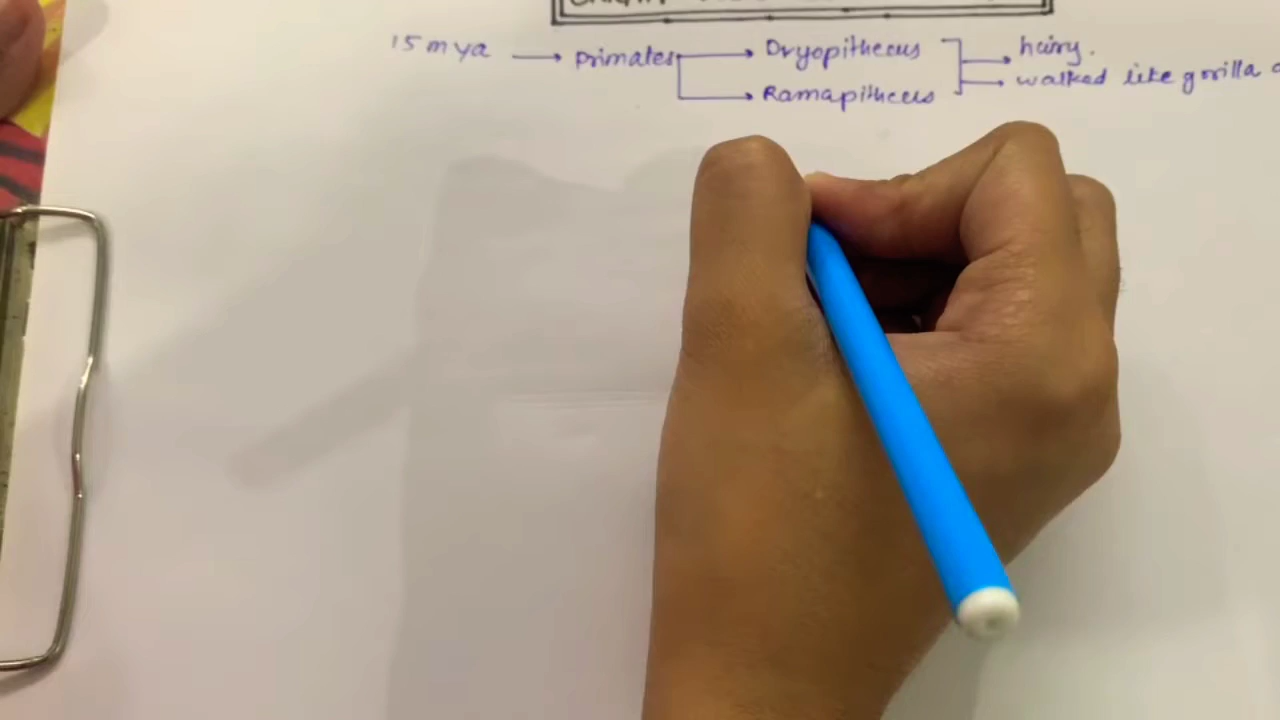 15 mya → primates → Dryopithecus → hairy.
→ Ramapithecus → walked like gorilla